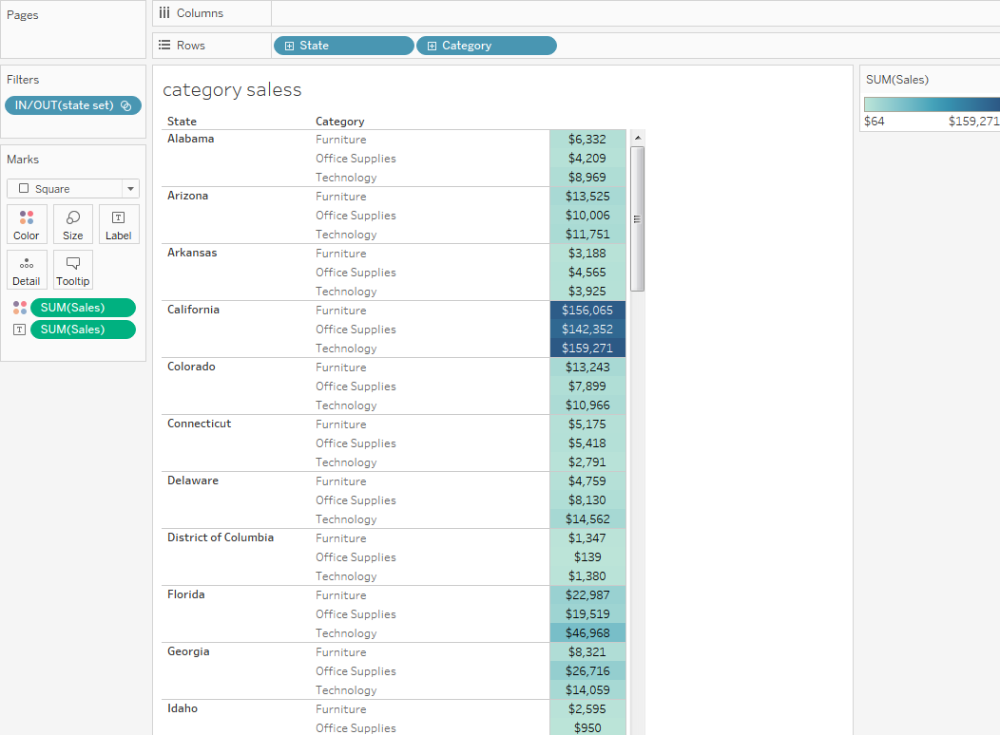 Pages
Columns
Rows
State
Category
Filters
IN/OUT(state set)
Marks
Square
Color
Size
Label
Detail
Tooltip
SUM(Sales)
SUM(Sales)
category saless
State Category
Alabama Furniture $6,332
Office Supplies $4,209
Technology $8,969
Arizona Furniture $13,525
Office Supplies $10,006
Technology $11,751
Arkansas Furniture $3,188
Office Supplies $4,565
Technology $3,925
California Furniture $156,065
Office Supplies $142,352
Technology $159,271
Colorado Furniture $13,243
Office Supplies $7,899
Technology $10,966
Connecticut Furniture $5,175
Office Supplies $5,418
Technology $2,791
Delaware Furniture $4,759
Office Supplies $8,130
Technology $14,562
District of Columbia Furniture $1,347
Office Supplies $139
Technology $1,380
Florida Furniture $22,987
Office Supplies $19,519
Technology $46,968
Georgia Furniture $8,321
Office Supplies $26,716
Technology $14,059
Idaho Furniture $2,595
Office Supplies $950
SUM(Sales)
$64 $159,271